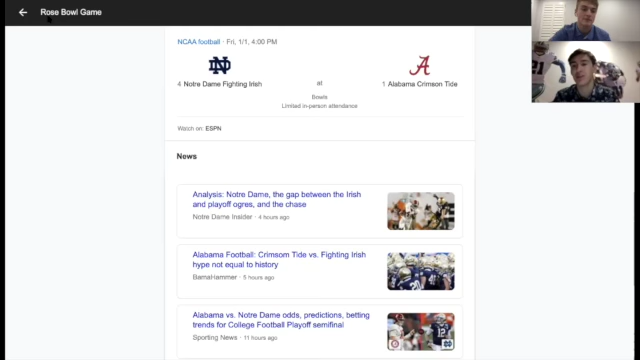 Rose Bowl Game
NCAA football · Fri, 1/1, 4:00 PM
4 Notre Dame Fighting Irish
at
1 Alabama Crimson Tide
Bowls
Limited in-person attendance
Watch on: ESPN
News
Analysis: Notre Dame, the gap between the Irish
and playoff ogres, and the chase
Notre Dame Insider · 4 hours ago
Alabama Football: Crimsom Tide vs. Fighting Irish
hype not equal to history
BamaHammer · 5 hours ago
Alabama vs. Notre Dame odds, predictions, betting
trends for College Football Playoff semifinal
Sporting News · 11 hours ago
21
12